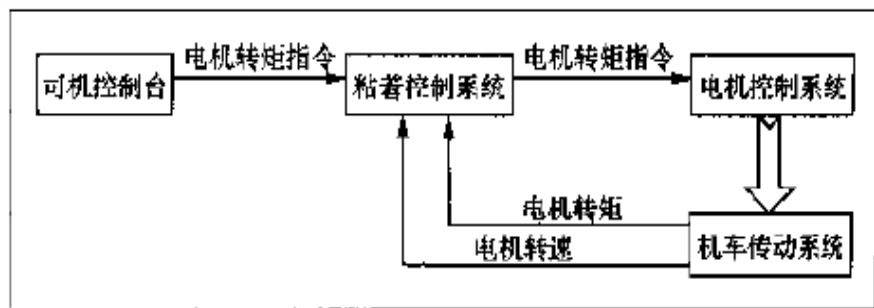 电机转矩指令
电机转矩指令
可机控制台
粘着控制系统
电机控制系统
电机转矩
电机转速
机车传动系统